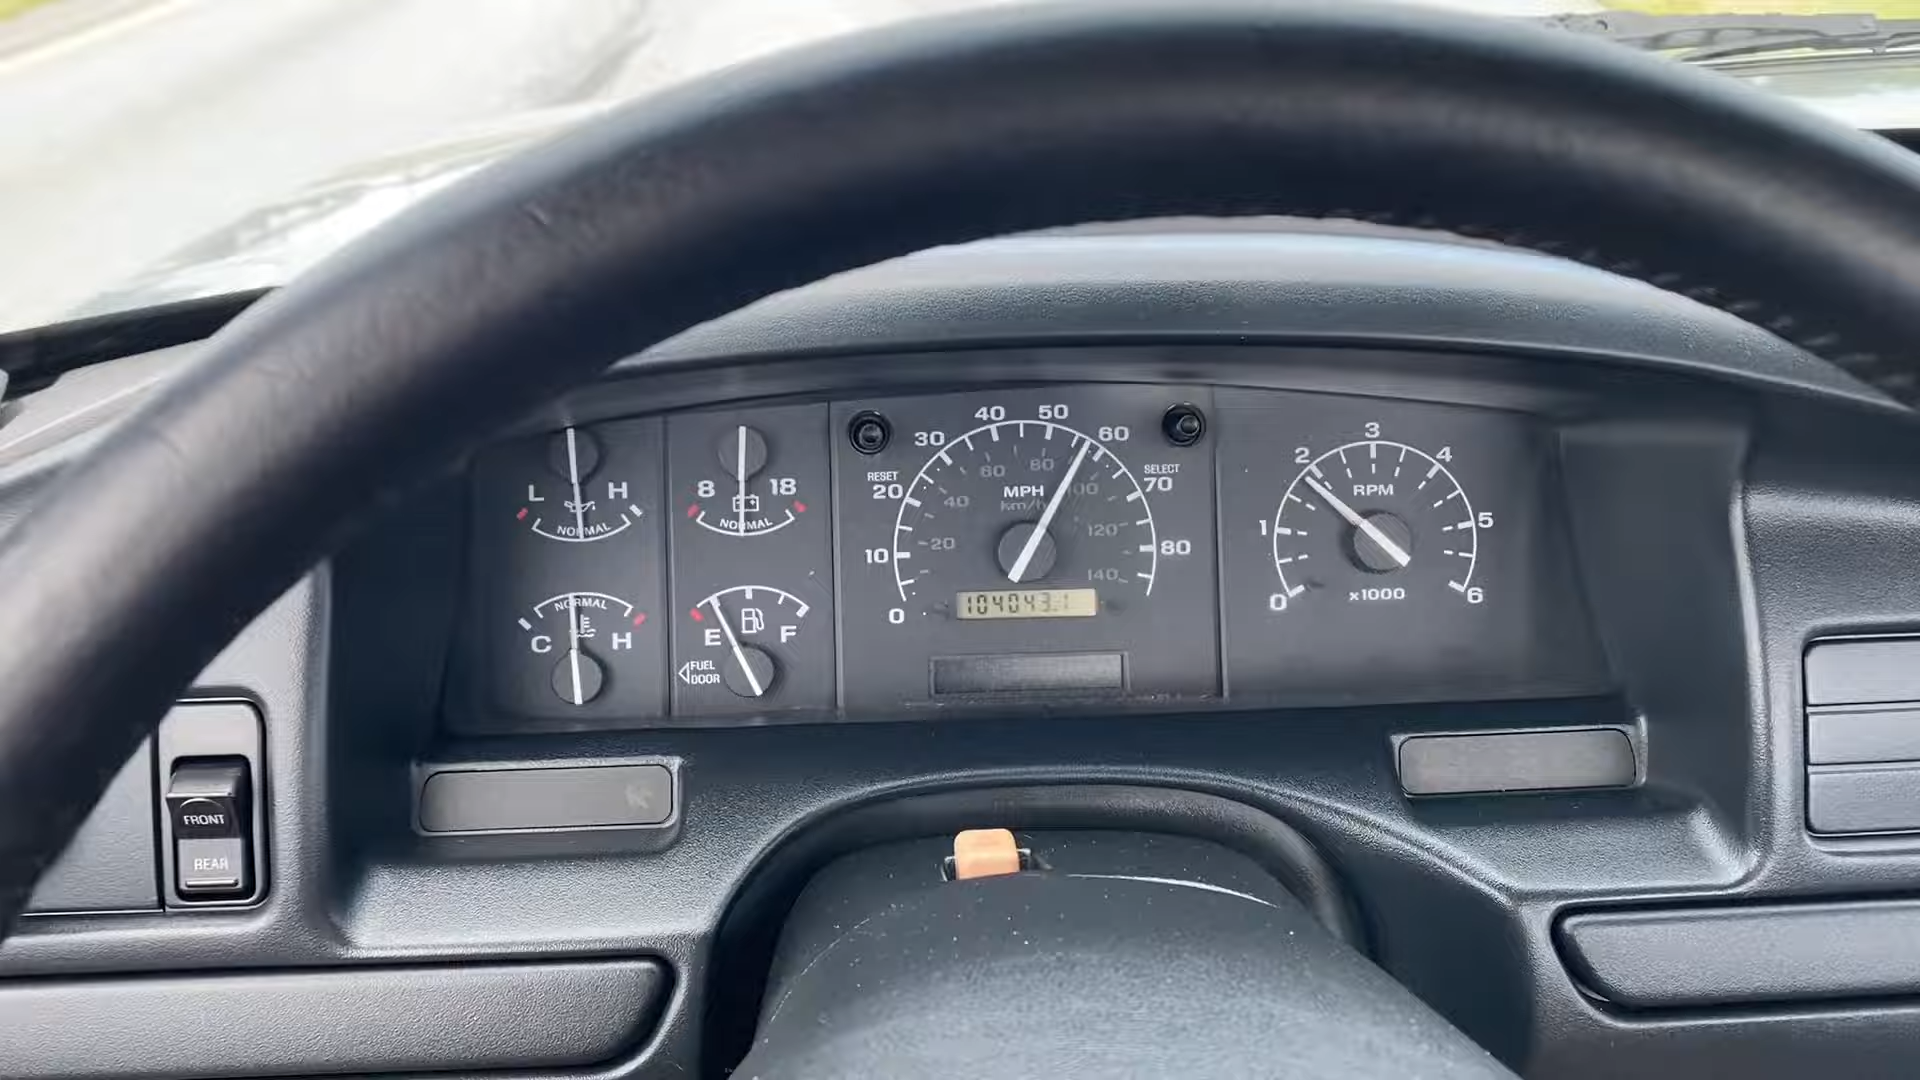 L H
NORMAL
8 18
NORMAL
NORMAL
C H
E F
FUEL
DOOR
RESET
SELECT
0 10 20 30 40 50 60 70 80
20 40 60 80 100 120 140
MPH
km/h
104043.1
0 1 2 3 4 5 6
RPM
x1000
FRONT
REAR